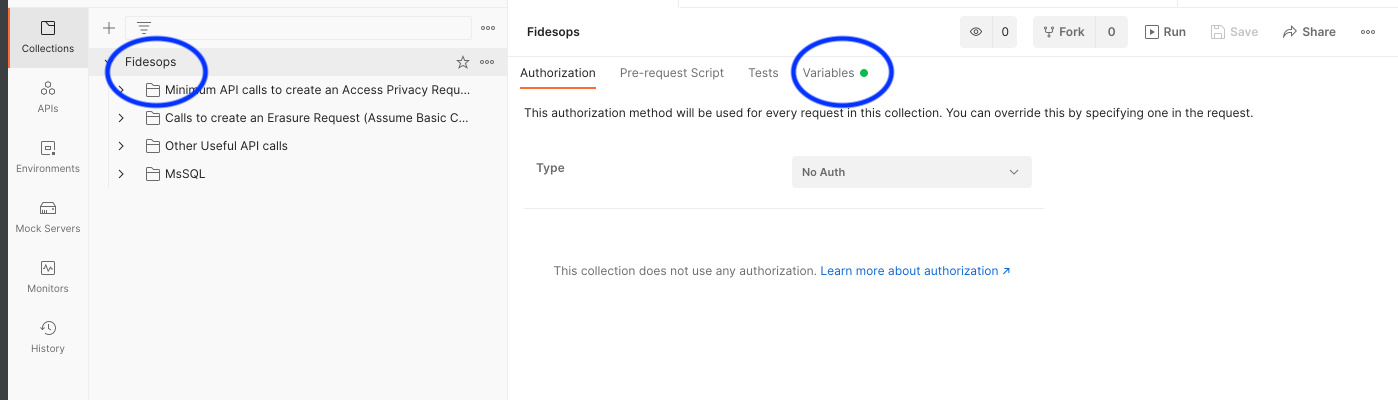 Collections
APIs
Environments
Mock Servers
Monitors
History
Fidesops
Minimum API calls to create an Access Privacy Requ...
Calls to create an Erasure Request (Assume Basic C...
Other Useful API calls
MsSQL
Fidesops
0
Fork
0
Run
Save
Share
Authorization
Pre-request Script
Tests
Variables
This authorization method will be used for every request in this collection. You can override this by specifying one in the request.
Type
No Auth
This collection does not use any authorization. Learn more about authorization ↗